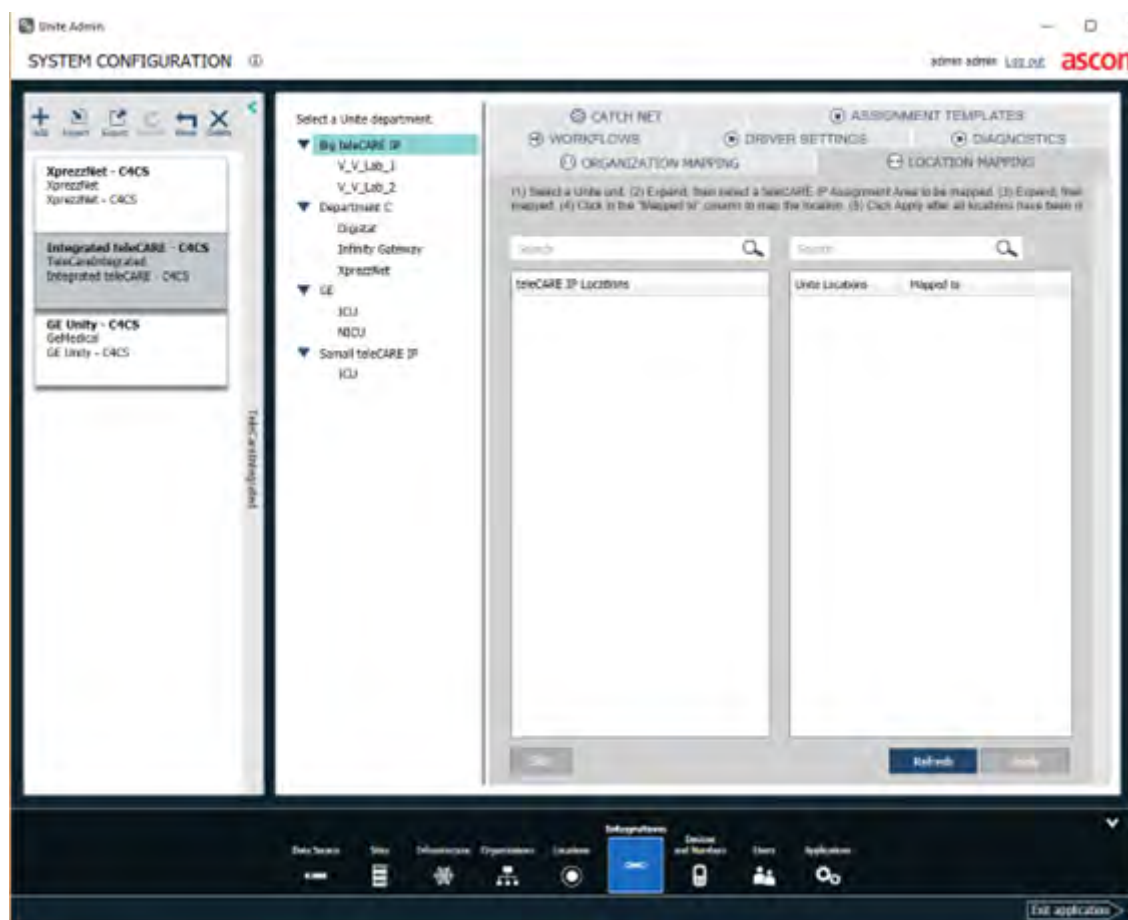 Unite Admin
SYSTEM CONFIGURATION
admin admin Log out ascom
Add Import Export Reset Delete
XprezzNet - C4CS
XprezzNet
XprezzNet - C4CS
Integrated teleCARE - C4CS
TeleCareIntegrated
Integrated teleCARE - C4CS
GE Unity - C4CS
GeMedical
GE Unity - C4CS
TeleCareIntegrated
Select a Unite department.
Big teleCARE IP
V_V_Lab_1
V_V_Lab_2
Department C
Digistat
Infinity Gateway
XprezzNet
GE
ICU
NICU
Samall teleCARE IP
ICU
CATCH NET
ASSIGNMENT TEMPLATES
WORKFLOWS
DRIVER SETTINGS
DIAGNOSTICS
ORGANIZATION MAPPING
LOCATION MAPPING
(1) Select a Unite unit. (2) Expand, then select a teleCARE IP Assignment Area to be mapped. (3) Expand, then
mapped. (4) Click in the "Mapped to" column to map the location. (5) Click Apply after all locations have been m
Search
Search
teleCARE IP Locations
Unite Locations
Mapped to
Refresh
Apply
Data Source
Sites
Infrastructure
Organizations
Locations
Integrations
Devices
and Numbers
Users
Applications
Exit application